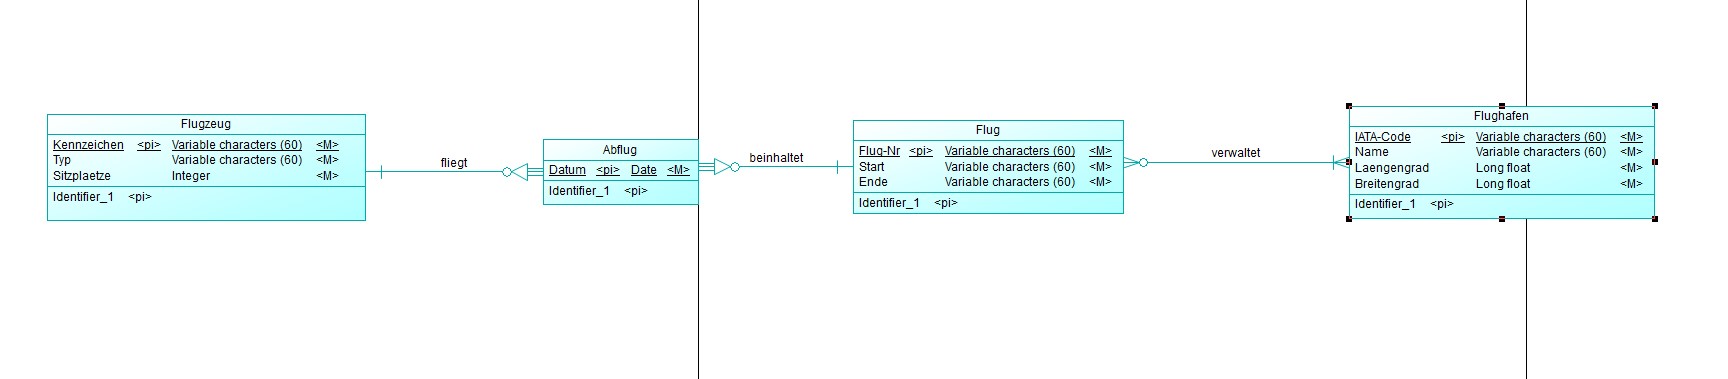 Flugzeug
Kennzeichen <pi> Variable characters (60) <M>
Typ Variable characters (60) <M>
Sitzplaetze Integer <M>
Identifier_1 <pi>
fliegt
Abflug
Datum <pi> Date <M>
Identifier_1 <pi>
beinhaltet
Flug
Flug-Nr <pi> Variable characters (60) <M>
Start Variable characters (60) <M>
Ende Variable characters (60) <M>
Identifier_1 <pi>
verwaltet
Flughafen
IATA-Code <pi> Variable characters (60) <M>
Name Variable characters (60) <M>
Laengengrad Long float <M>
Breitengrad Long float <M>
Identifier_1 <pi>